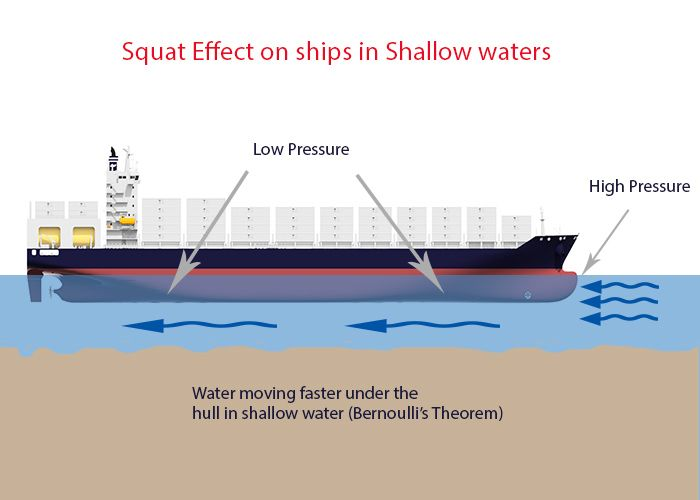 Squat Effect on ships in Shallow waters
Low Pressure
High Pressure
Water moving faster under the
hull in shallow water (Bernoulli’s Theorem)